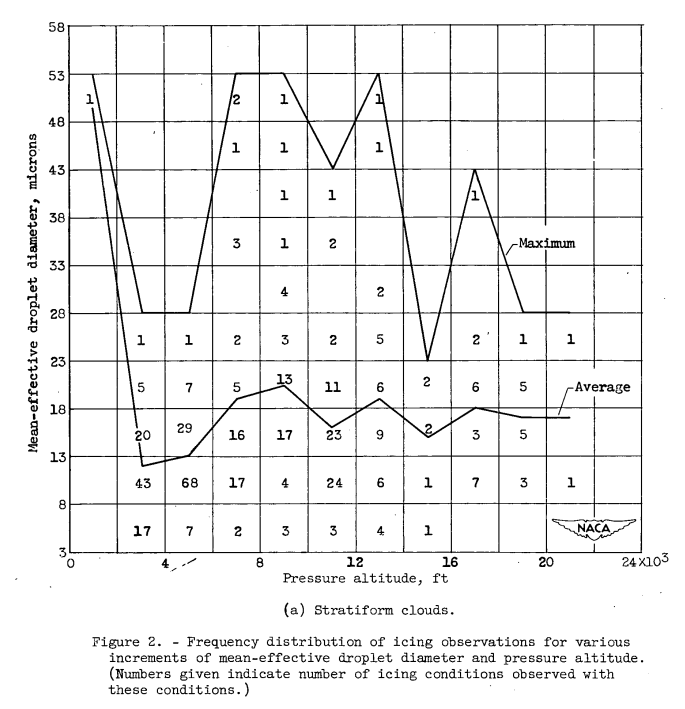 58
53
1 2 1 1
48
1 1 1
43
1 1 1
38
3 1 2
33
4 2
28
1 1 2 3 2 5 2 1 1
23
5 7 5 13 11 6 2 6 5
18
20 29 16 17 23 9 2 3 5
13
43 68 17 4 24 6 1 7 3 1
8
17 7 2 3 3 4 1
3
Mean-effective droplet diameter, microns
Maximum
Average
NACA
0 4 8 12 16 20 24×10³
Pressure altitude, ft
(a) Stratiform clouds.
Figure 2. - Frequency distribution of icing observations for various
increments of mean-effective droplet diameter and pressure altitude.
(Numbers given indicate number of icing conditions observed with
these conditions.)